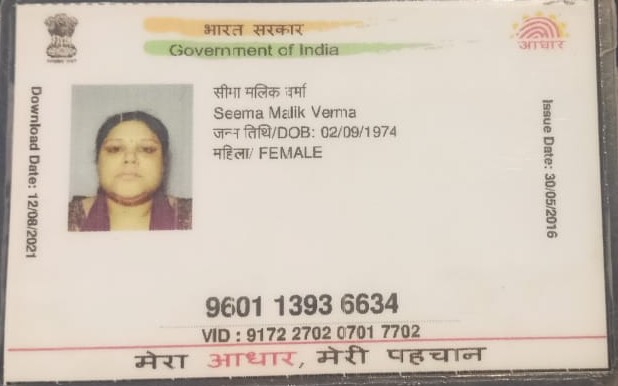 भारत सरकार
Government of India
आधार
Download Date: 12/08/2021
सीमा मलिक वर्मा
Seema Malik Verma
जन्म तिथि/DOB: 02/09/1974
महिला/ FEMALE
Issue Date: 30/05/2016
9601 1393 6634
VID : 9172 2702 0701 7702
मेरा आधार, मेरी पहचान